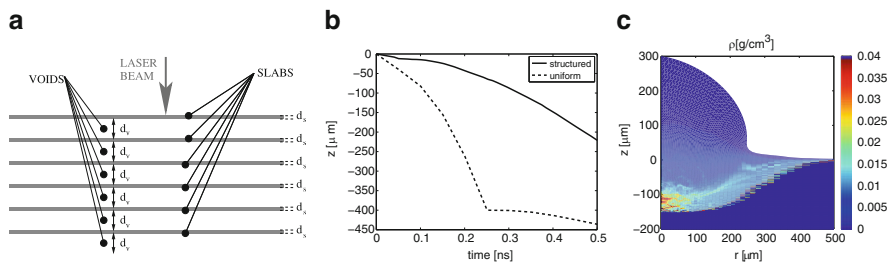 a
LASER
BEAM
VOIDS
SLABS
d_s
d_v
d_s
d_v
d_s
d_v
d_s
d_v
d_s
d_v
d_s
d_v
b
structured
uniform
0
−50
−100
−150
−200
−250
−300
−350
−400
−450
z [μ m]
0
0.1
0.2
0.3
0.4
0.5
time [ns]
c
ρ[g/cm³]
300
200
100
0
−100
−200
z [μm]
0
100
200
300
400
500
r [μm]
0.04
0.035
0.03
0.025
0.02
0.015
0.01
0.005
0